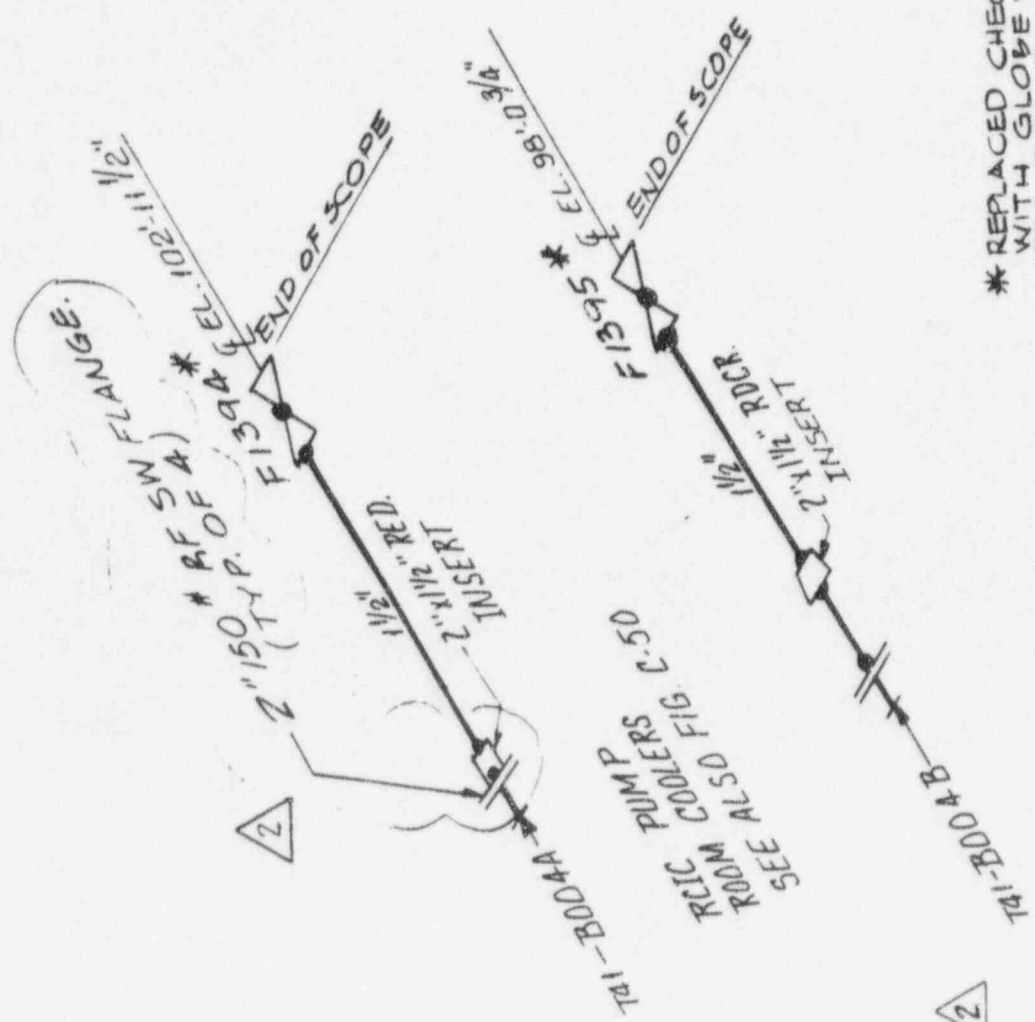 2"150 * RF SW FLANGE.
(TYP. OF 4)
F1394*
℄ EL. 102'-11 1/2"
END OF SCOPE
1 1/2"
2"x1 1/2" RED.
INSERT
2
T41-B004A
RCIC PUMP
ROOM COOLERS
SEE ALSO FIG. C-50
F1395*
℄ EL. 98'-0 3/4"
END OF SCOPE
1 1/2"
2"x1 1/2" RDCR.
INSERT
T41-B004B
2
* REPLACED CHEC
WITH GLOBE